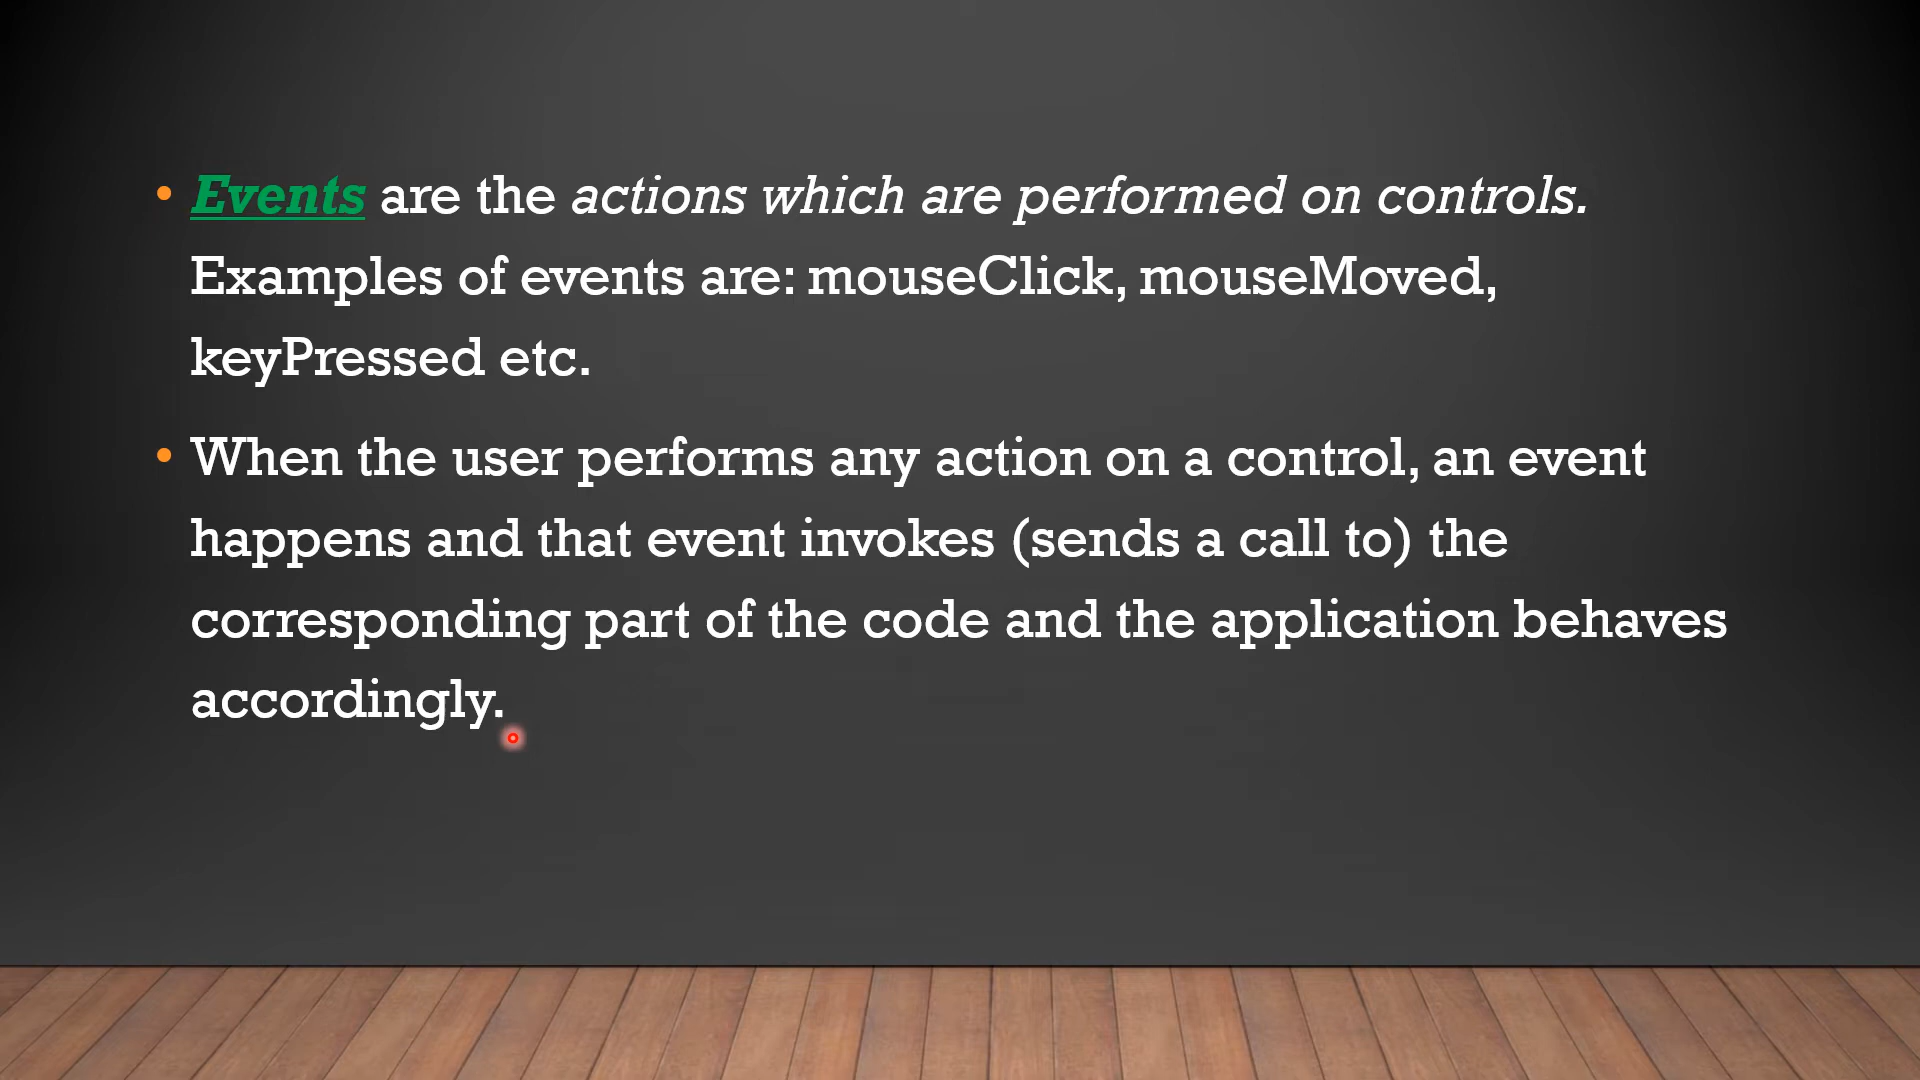 • Events are the actions which are performed on controls.
Examples of events are: mouseClick, mouseMoved,
keyPressed etc.
• When the user performs any action on a control, an event
happens and that event invokes (sends a call to) the
corresponding part of the code and the application behaves
accordingly.